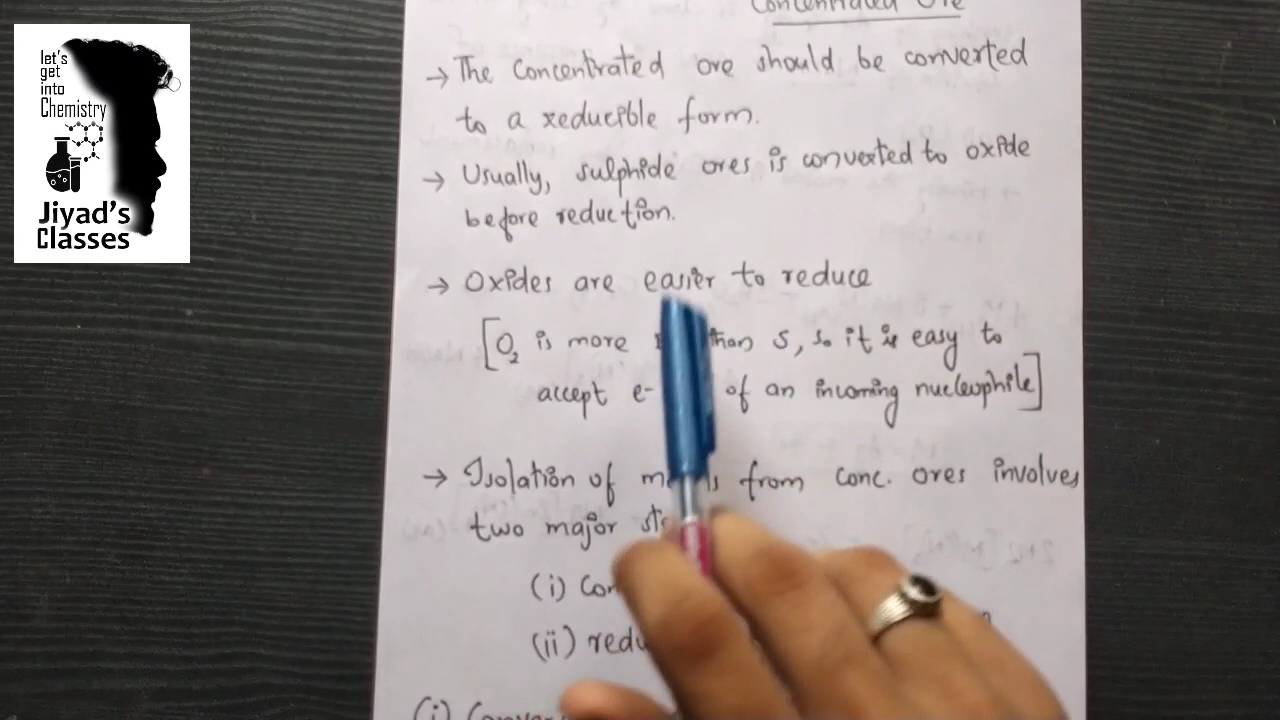 let's
get
into
Chemistry
Jiyad's
Classes
Concentrated Ore
→ The Concentrated ore should be converted
to a reducible form.
→ Usually, sulphide ores is converted to oxide
before reduction.
→ Oxides are easier to reduce
[O₂ is more than S, so it is easy to
accept e- of an incoming nucleophile]
→ Isolation of from conc. ores involves
two major
(i)
(ii)
(i)